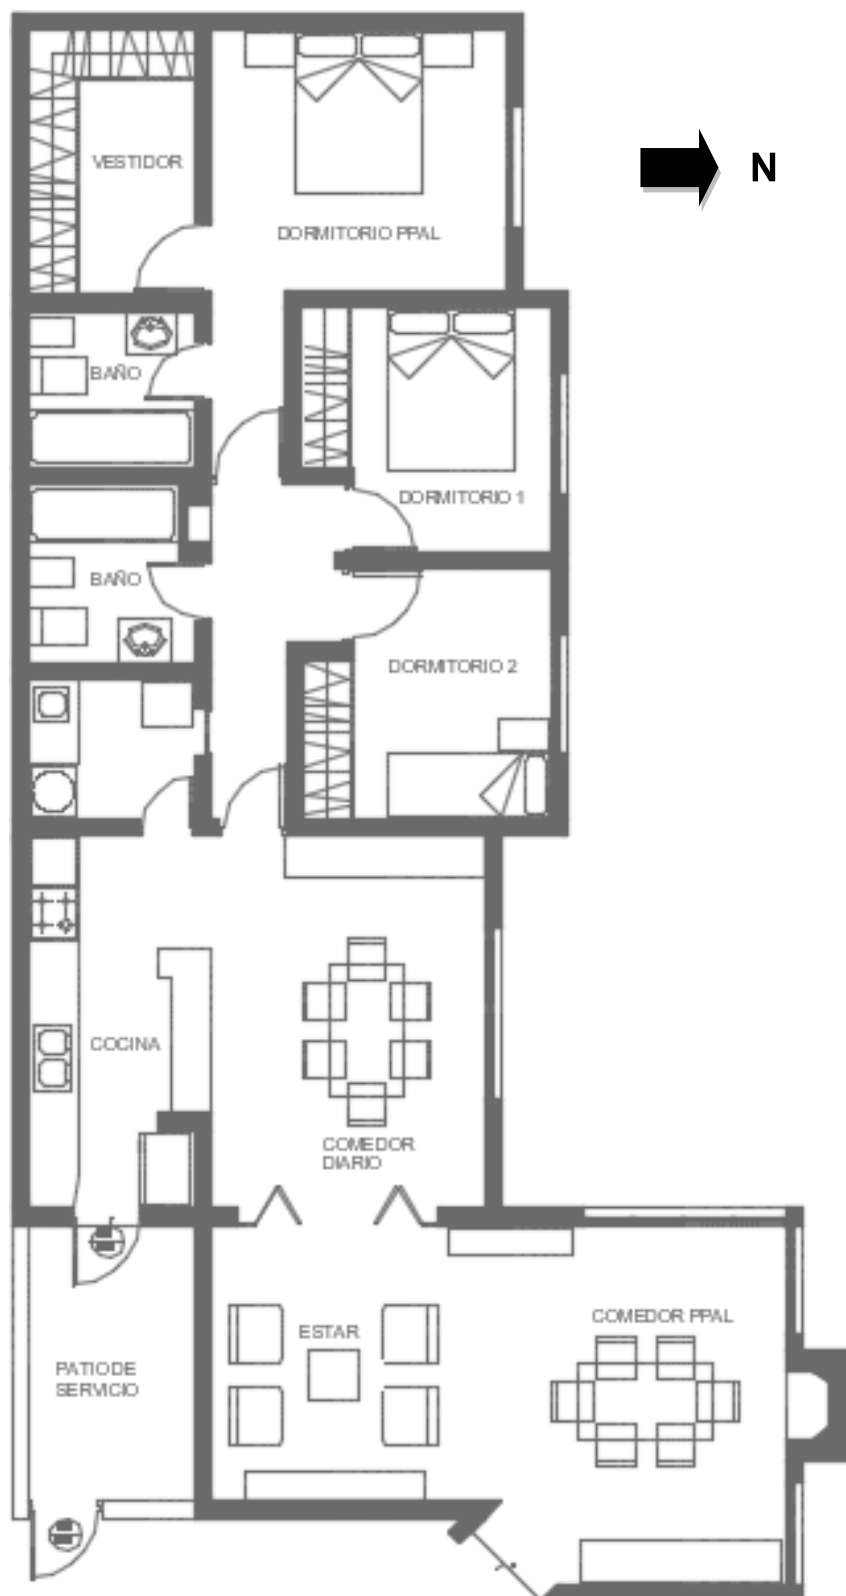 N
VESTIDOR
DORMITORIO PPAL
BAÑO
DORMITORIO 1
BAÑO
DORMITORIO 2
COCINA
COMEDOR
DIARIO
COMEDOR PPAL
ESTAR
PATIO DE
SERVICIO